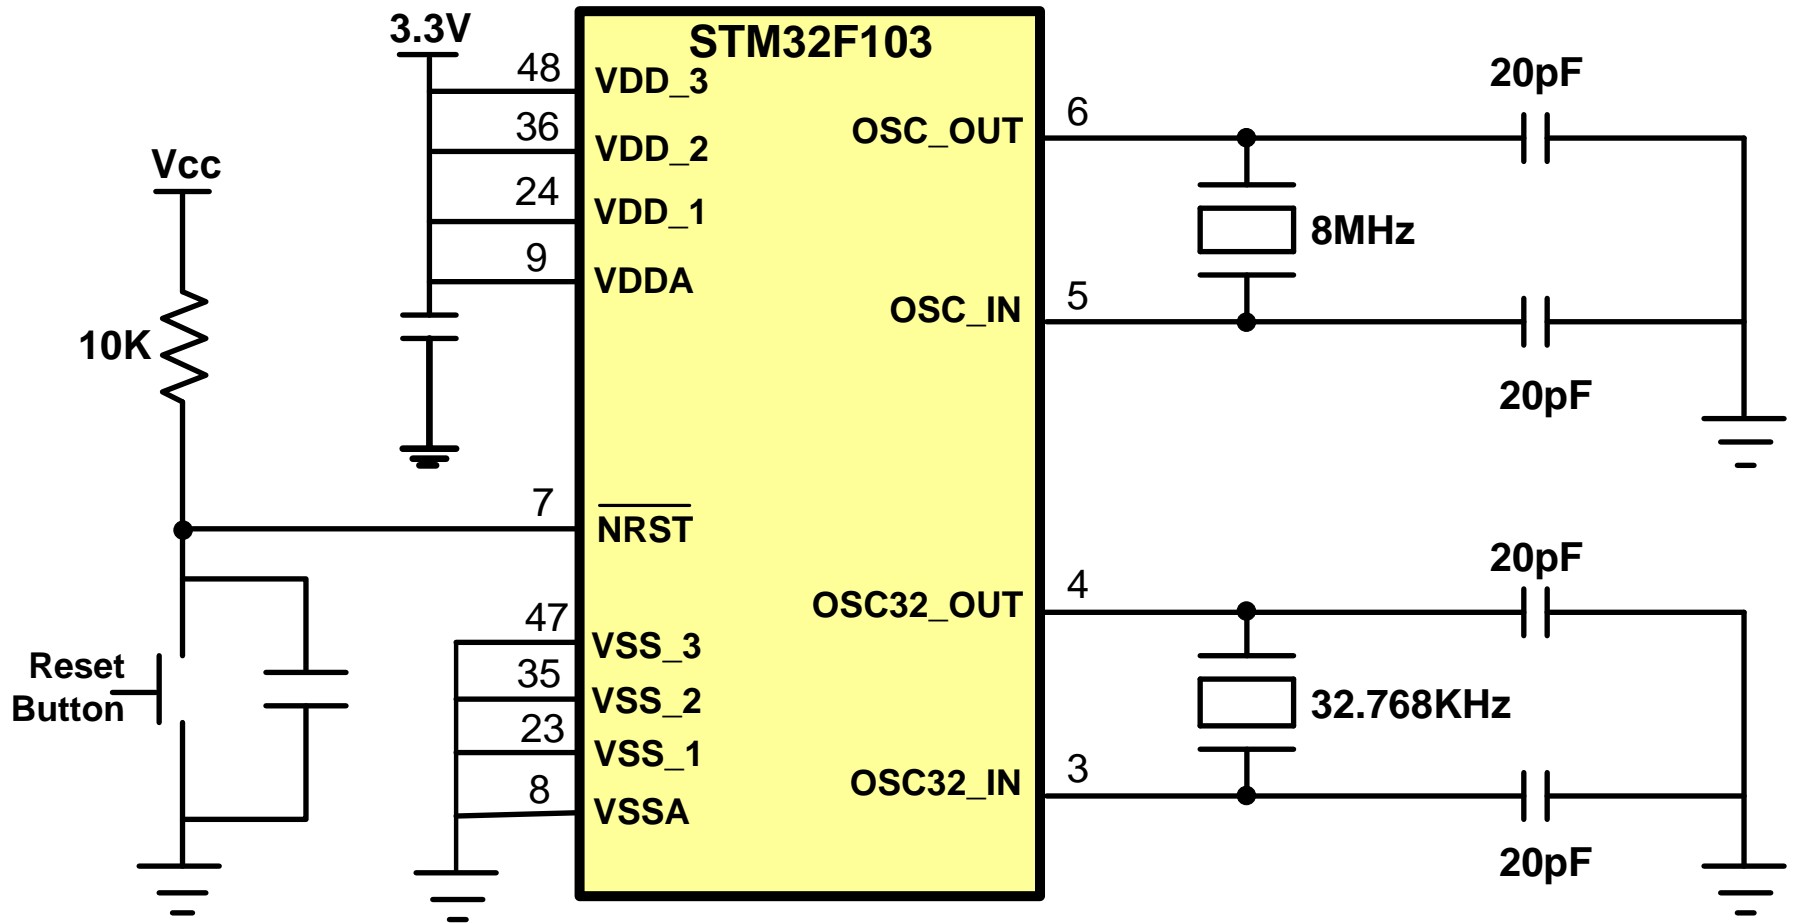 STM32F103
3.3V
48
VDD_3
36
VDD_2
24
VDD_1
9
VDDA
Vcc
10K
7
NRST
Reset
Button
47
VSS_3
35
VSS_2
23
VSS_1
8
VSSA
OSC_OUT
6
20pF
8MHz
OSC_IN
5
20pF
OSC32_OUT
4
20pF
32.768KHz
OSC32_IN
3
20pF